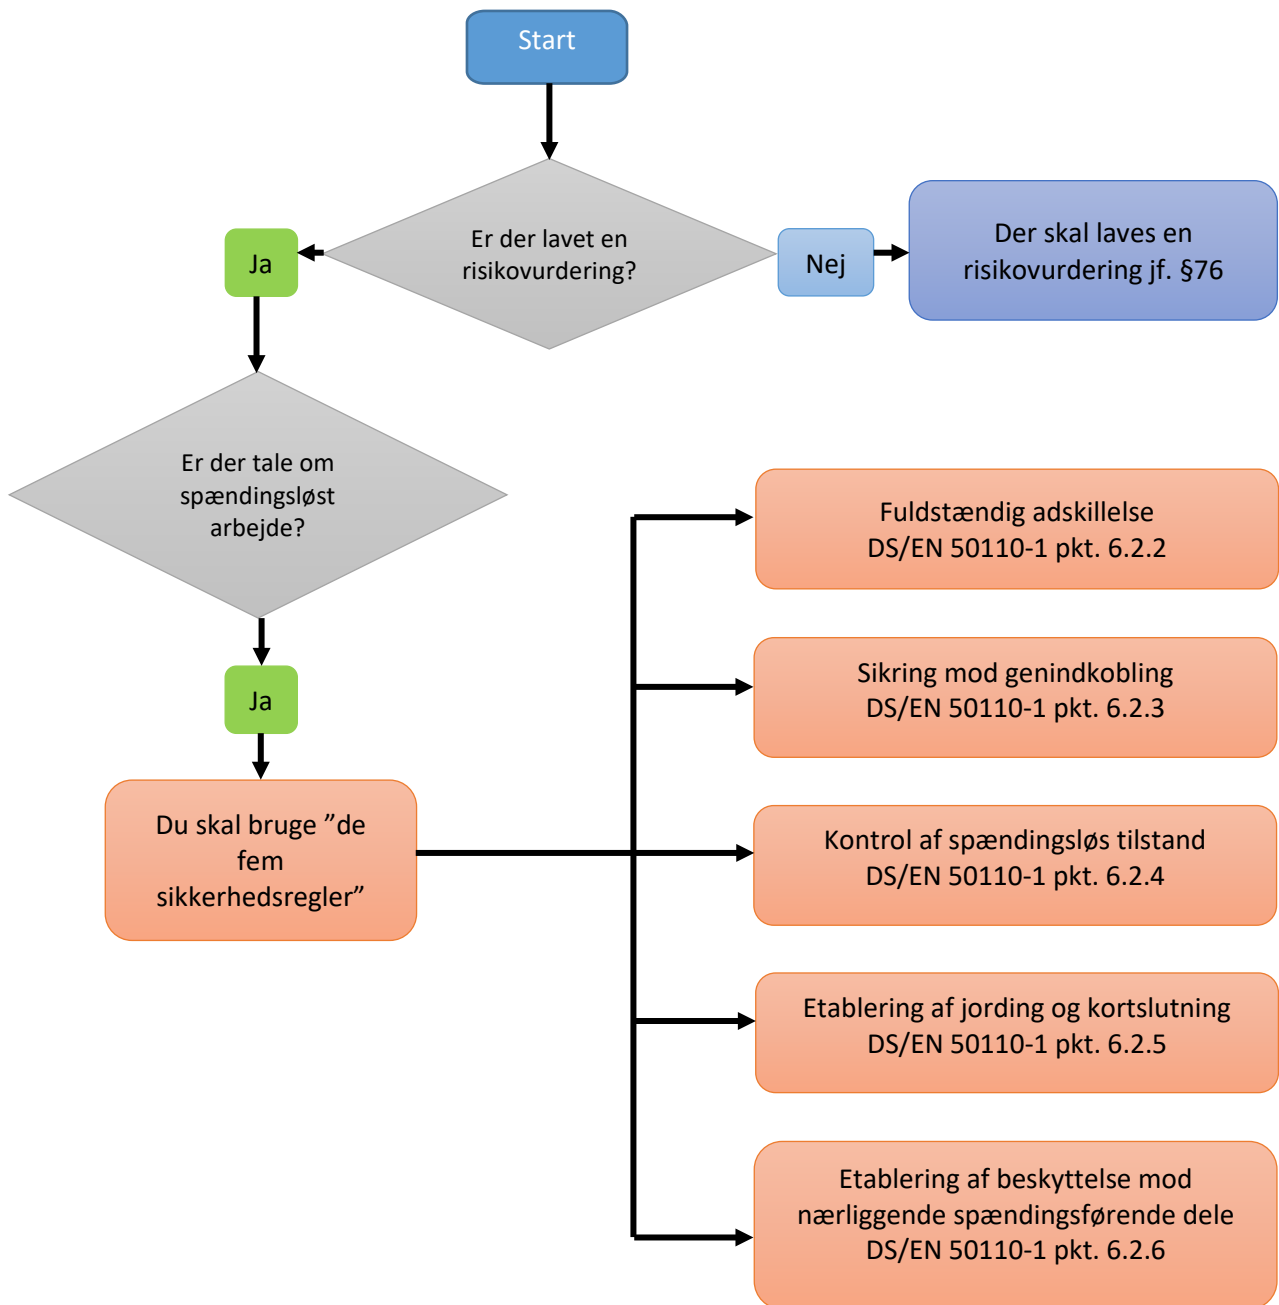 Start
Er der lavet en
risikovurdering?
Ja
Nej
Der skal laves en
risikovurdering jf. §76
Er der tale om
spændingsløst
arbejde?
Ja
Du skal bruge ”de
fem
sikkerhedsregler”
Fuldstændig adskillelse
DS/EN 50110-1 pkt. 6.2.2
Sikring mod genindkobling
DS/EN 50110-1 pkt. 6.2.3
Kontrol af spændingsløs tilstand
DS/EN 50110-1 pkt. 6.2.4
Etablering af jording og kortslutning
DS/EN 50110-1 pkt. 6.2.5
Etablering af beskyttelse mod
nærliggende spændingsførende dele
DS/EN 50110-1 pkt. 6.2.6